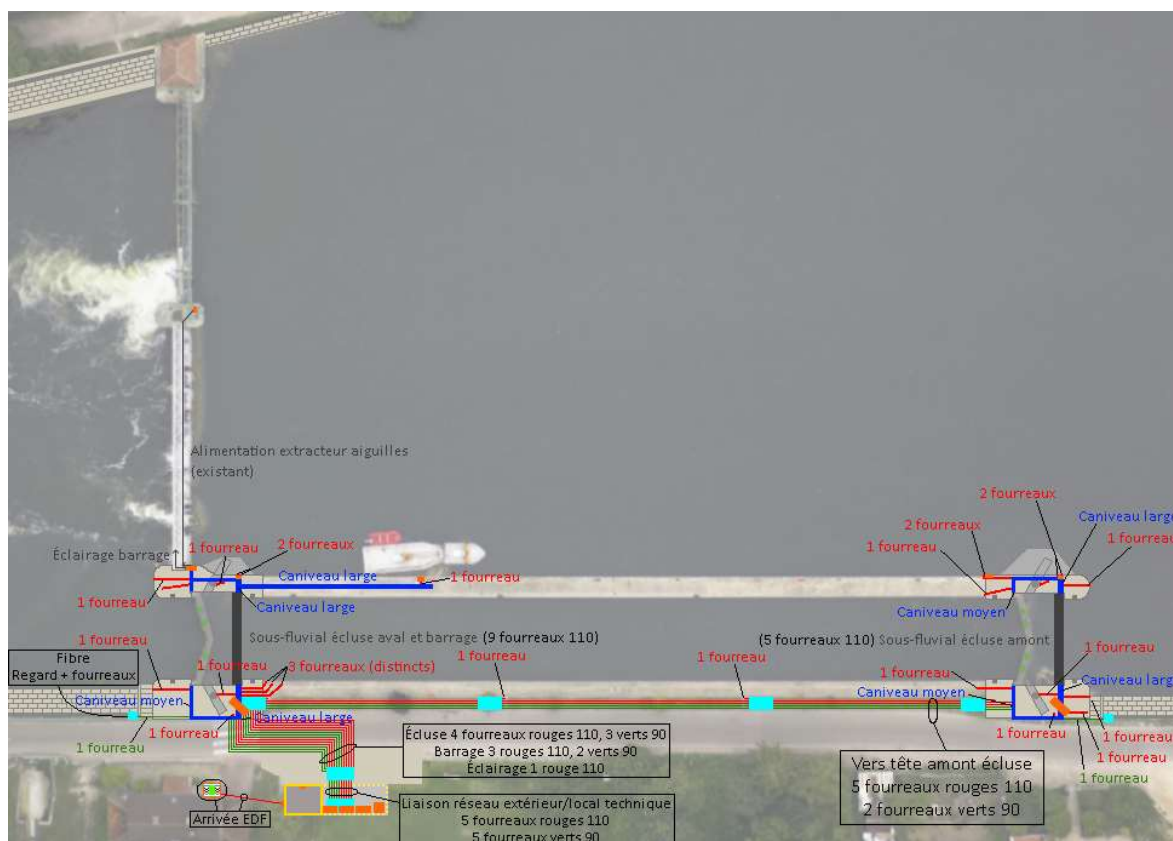 Alimentation extracteur aiguilles
(existant)
2 fourreaux
Caniveau large
2 fourreaux
1 fourreau
1 fourreau
Éclairage barrage
1 fourreau
2 fourreaux
Caniveau large
1 fourreau
1 fourreau
Caniveau large
Caniveau moyen
Sous-fluvial écluse aval et barrage (9 fourreaux 110)
(5 fourreaux 110) Sous-fluvial écluse amont
1 fourreau
Fibre
Regard + fourreaux
1 fourreau
3 fourreaux (distincts)
1 fourreau
1 fourreau
1 fourreau
1 fourreau
Caniveau large
Caniveau moyen
Caniveau moyen
Caniveau large
1 fourreau
1 fourreau
1 fourreau
1 fourreau
1 fourreau
1 fourreau
1 fourreau
Écluse 4 fourreaux rouges 110, 3 verts 90
Barrage 3 rouges 110, 2 verts 90
Éclairage 1 rouge 110
Vers tête amont écluse
5 fourreaux rouges 110
2 fourreaux verts 90
Arrivée EDF
Liaison réseau extérieur/local technique
5 fourreaux rouges 110
5 fourreaux verts 90